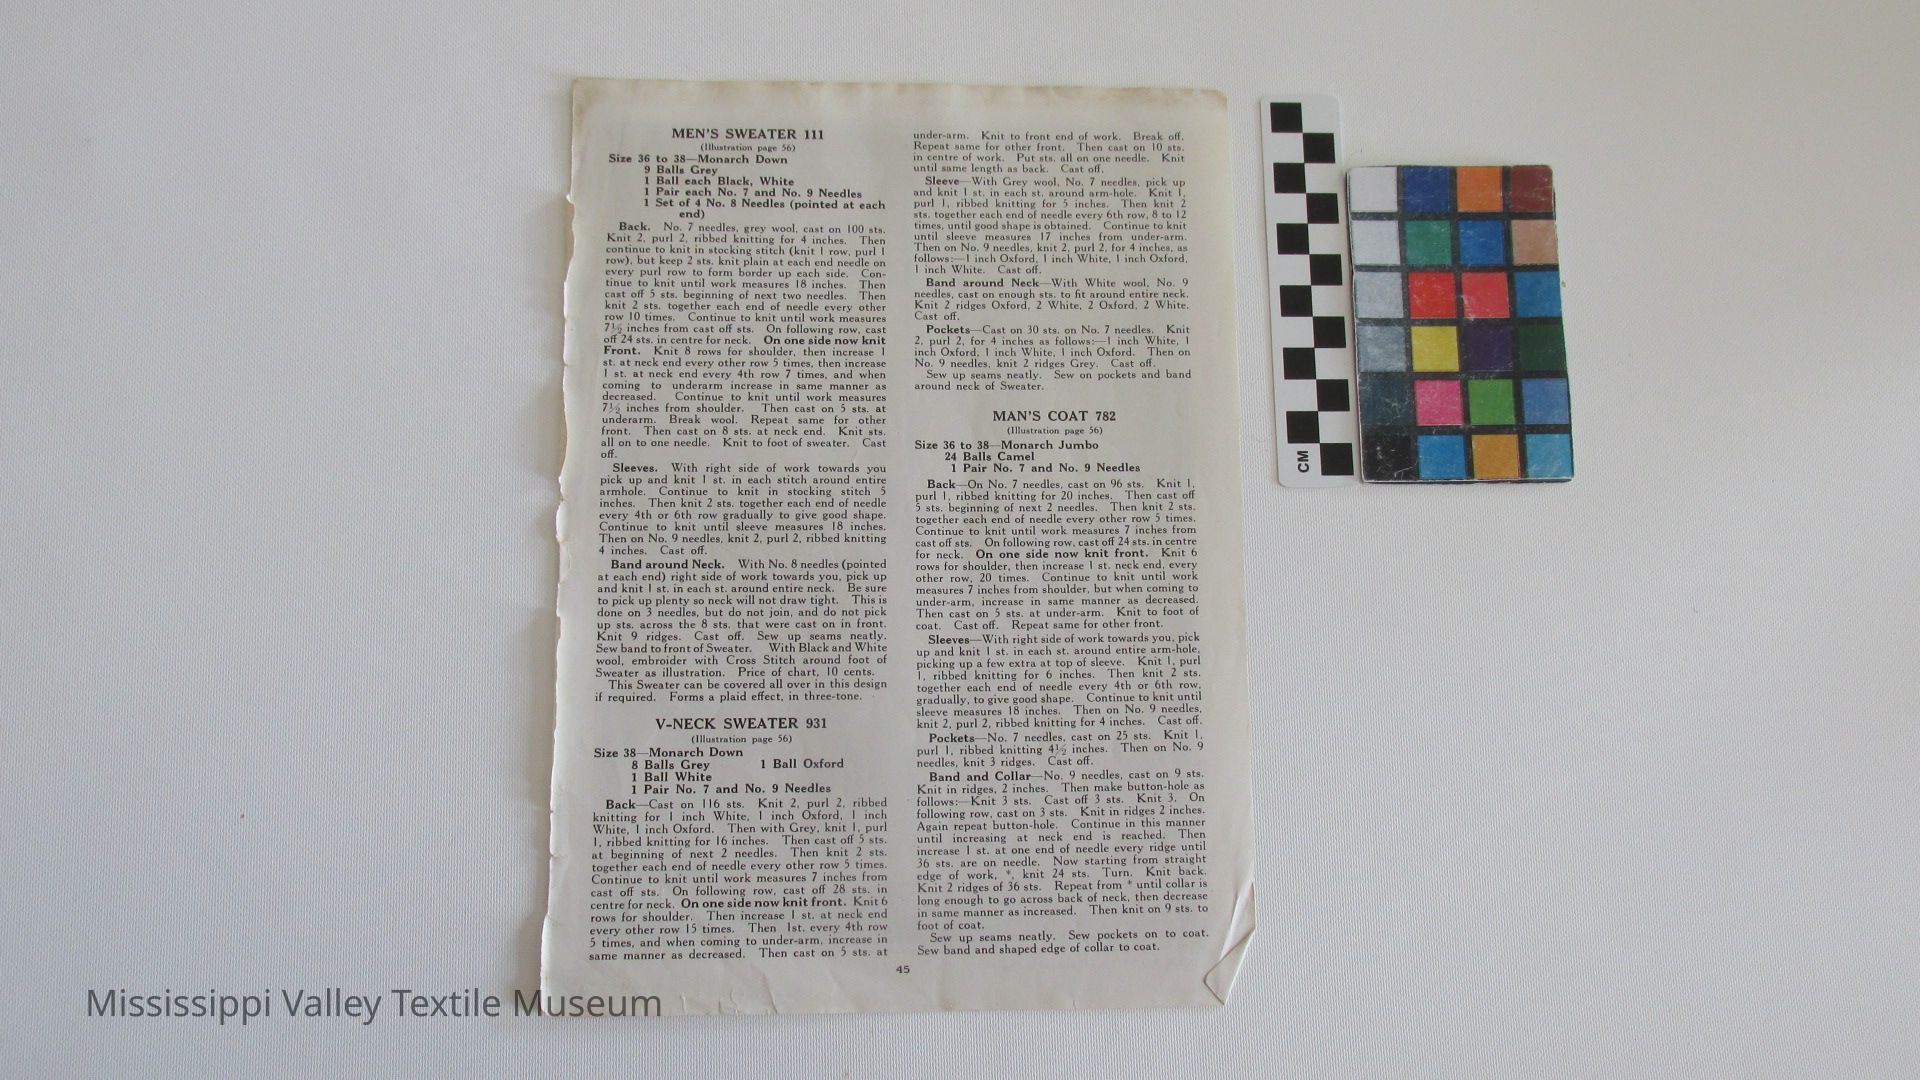 MEN'S SWEATER 111
(Illustration page 56)
Size 36 to 38—Monarch Down
9 Balls Grey
1 Ball each Black, White
1 Pair each No. 7 and No. 9 Needles
1 Set of 4 No. 8 Needles (pointed at each
end)
Back. No. 7 needles, grey wool, cast on 100 sts.
Knit 2, purl 2, ribbed knitting for 4 inches. Then
continue to knit in stocking stitch (knit 1 row, purl 1
row), but keep 2 sts. knit plain at each end needle on
every purl row to form border up each side. Con-
tinue to knit until work measures 18 inches. Then
cast off 5 sts. beginning of next two needles. Then
knit 2 sts. together each end of needle every other
row 10 times. Continue to knit until work measures
7½ inches from cast off sts. On following row, cast
off 24 sts. in centre for neck. On one side now knit
Front. Knit 8 rows for shoulder, then increase 1
st. at neck end every other row 5 times, then increase
1 st. at neck end every 4th row 7 times, and when
coming to underarm increase in same manner as
decreased. Continue to knit until work measures
7½ inches from shoulder. Then cast on 5 sts. at
underarm. Break wool. Repeat same for other
front. Then cast on 8 sts. at neck end. Knit sts.
all on to one needle. Knit to foot of sweater. Cast
off.
Sleeves. With right side of work towards you
pick up and knit 1 st. in each stitch around entire
armhole. Continue to knit in stocking stitch 5
inches. Then knit 2 sts. together each end of needle
every 4th or 6th row gradually to give good shape.
Continue to knit until sleeve measures 18 inches.
Then on No. 9 needles, knit 2, purl 2, ribbed knitting
4 inches. Cast off.
Band around Neck. With No. 8 needles (pointed
at each end) right side of work towards you, pick up
and knit 1 st. in each st. around entire neck. Be sure
to pick up plenty so neck will not draw tight. This is
done on 3 needles, but do not join, and do not pick
up sts. across the 8 sts. that were cast on in front.
Knit 9 ridges. Cast off. Sew up seams neatly.
Sew band to front of Sweater. With Black and White
wool, embroider with Cross Stitch around foot of
Sweater as illustration. Price of chart, 10 cents.
This Sweater can be covered all over in this design
if required. Forms a plaid effect, in three-tone.
V-NECK SWEATER 931
(Illustration page 56)
Size 38—Monarch Down
8 Balls Grey 1 Ball Oxford
1 Ball White
1 Pair No. 7 and No. 9 Needles
Back—Cast on 116 sts. Knit 2, purl 2, ribbed
knitting for 1 inch White, 1 inch Oxford, 1 inch
White, 1 inch Oxford. Then with Grey, knit 1, purl
1, ribbed knitting for 16 inches. Then cast off 5 sts.
at beginning of next 2 needles. Then knit 2 sts.
together each end of needle every other row 5 times.
Continue to knit until work measures 7 inches from
cast off sts. On following row, cast off 28 sts. in
centre for neck. On one side now knit front. Knit 6
rows for shoulder. Then increase 1 st. at neck end
every other row 15 times. Then 1st. every 4th row
5 times, and when coming to under-arm, increase in
same manner as decreased. Then cast on 5 sts. at
under-arm. Knit to front end of work. Break off.
Repeat same for other front. Then cast on 10 sts.
in centre of work. Put sts. all on one needle. Knit
until same length as back. Cast off.
Sleeve—With Grey wool, No. 7 needles, pick up
and knit 1 st. in each st. around arm-hole. Knit 1,
purl 1, ribbed knitting for 5 inches. Then knit 2
sts. together each end of needle every 6th row, 8 to 12
times, until good shape is obtained. Continue to knit
until sleeve measures 17 inches from under-arm.
Then on No. 9 needles, knit 2, purl 2, for 4 inches, as
follows:—1 inch Oxford, 1 inch White, 1 inch Oxford,
1 inch White. Cast off.
Band around Neck—With White wool, No. 9
needles, cast on enough sts. to fit around entire neck.
Knit 2 ridges Oxford, 2 White, 2 Oxford, 2 White.
Cast off.
Pockets—Cast on 30 sts. on No. 7 needles. Knit
2, purl 2, for 4 inches as follows:—1 inch White, 1
inch Oxford, 1 inch White, 1 inch Oxford. Then on
No. 9 needles, knit 2 ridges Grey. Cast off.
Sew up seams neatly. Sew on pockets and band
around neck of Sweater.
MAN'S COAT 782
(Illustration page 56)
Size 36 to 38—Monarch Jumbo
24 Balls Camel
1 Pair No. 7 and No. 9 Needles
Back—On No. 7 needles, cast on 96 sts. Knit 1,
purl 1, ribbed knitting for 20 inches. Then cast off
5 sts. beginning of next 2 needles. Then knit 2 sts.
together each end of needle every other row 5 times.
Continue to knit until work measures 7 inches from
cast off sts. On following row, cast off 24 sts. in centre
for neck. On one side now knit front. Knit 6
rows for shoulder, then increase 1 st. neck end, every
other row, 20 times. Continue to knit until work
measures 7 inches from shoulder, but when coming to
under-arm, increase in same manner as decreased.
Then cast on 5 sts. at under-arm. Knit to foot of
coat. Cast off. Repeat same for other front.
Sleeves—With right side of work towards you, pick
up and knit 1 st. in each st. around entire arm-hole,
picking up a few extra at top of sleeve. Knit 1, purl
1, ribbed knitting for 6 inches. Then knit 2 sts.
together each end of needle every 4th or 6th row,
gradually, to give good shape. Continue to knit until
sleeve measures 18 inches. Then on No. 9 needles,
knit 2, purl 2, ribbed knitting for 4 inches. Cast off.
Pockets—No. 7 needles, cast on 25 sts. Knit 1,
purl 1, ribbed knitting 4½ inches. Then on No. 9
needles, knit 3 ridges. Cast off.
Band and Collar—No. 9 needles, cast on 9 sts.
Knit in ridges, 2 inches. Then make button-hole as
follows:—Knit 3 sts. Cast off 3 sts. Knit 3. On
following row, cast on 3 sts. Knit in ridges 2 inches.
Again repeat button-hole. Continue in this manner
until increasing at neck end is reached. Then
increase 1 st. at one end of needle every ridge until
36 sts. are on needle. Now starting from straight
edge of work, *, knit 24 sts. Turn. Knit back.
Knit 2 ridges of 36 sts. Repeat from * until collar is
long enough to go across back of neck, then decrease
in same manner as increased. Then knit on 9 sts. to
foot of coat.
Sew up seams neatly. Sew pockets on to coat.
Sew band and shaped edge of collar to coat.
45
CM
Mississippi Valley Textile Museum